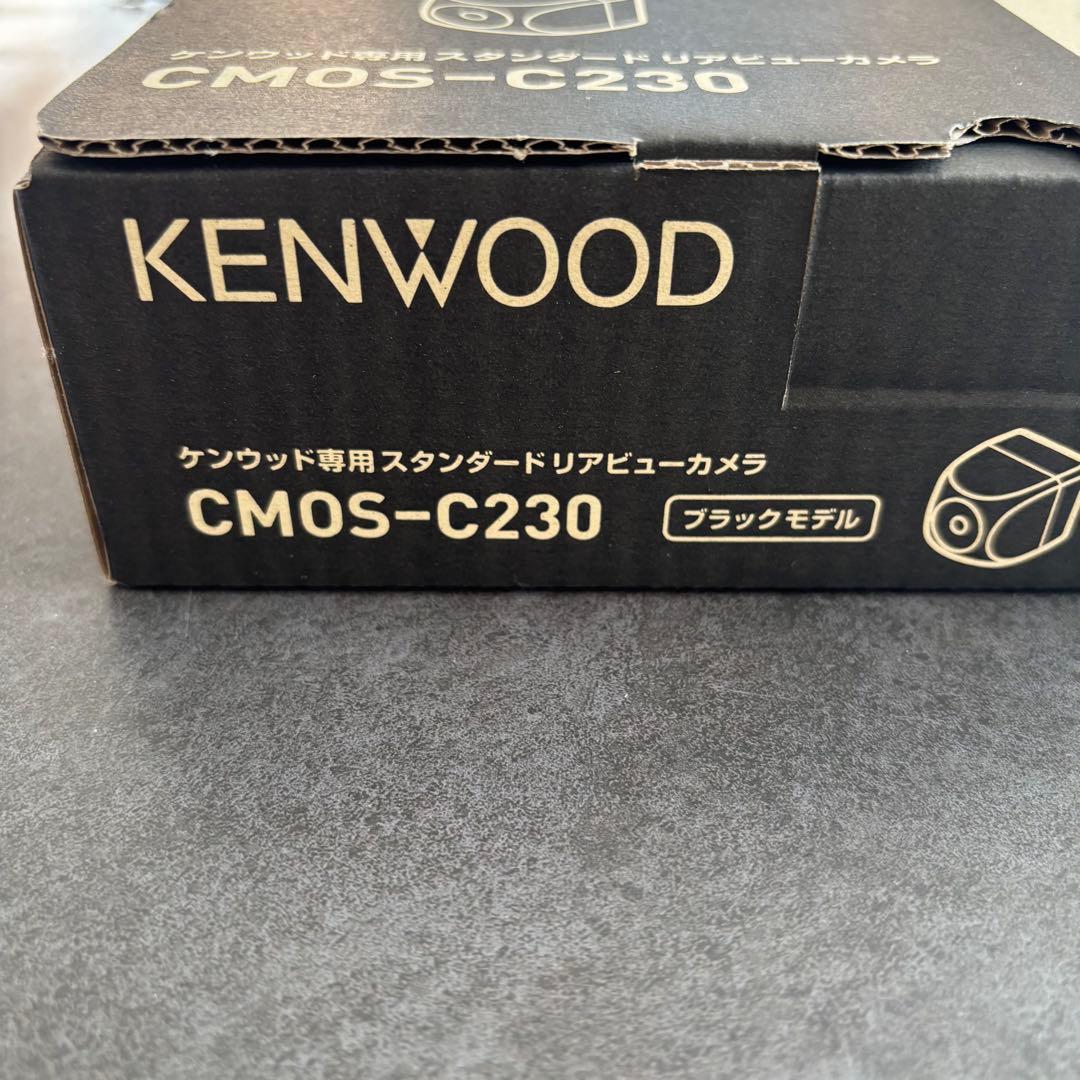 ケンウッド専用 スタンダード リアビューカメラ
CMOS-C230
KENWOOD
ケンウッド専用 スタンダード リアビューカメラ
CMOS-C230 ブラックモデル